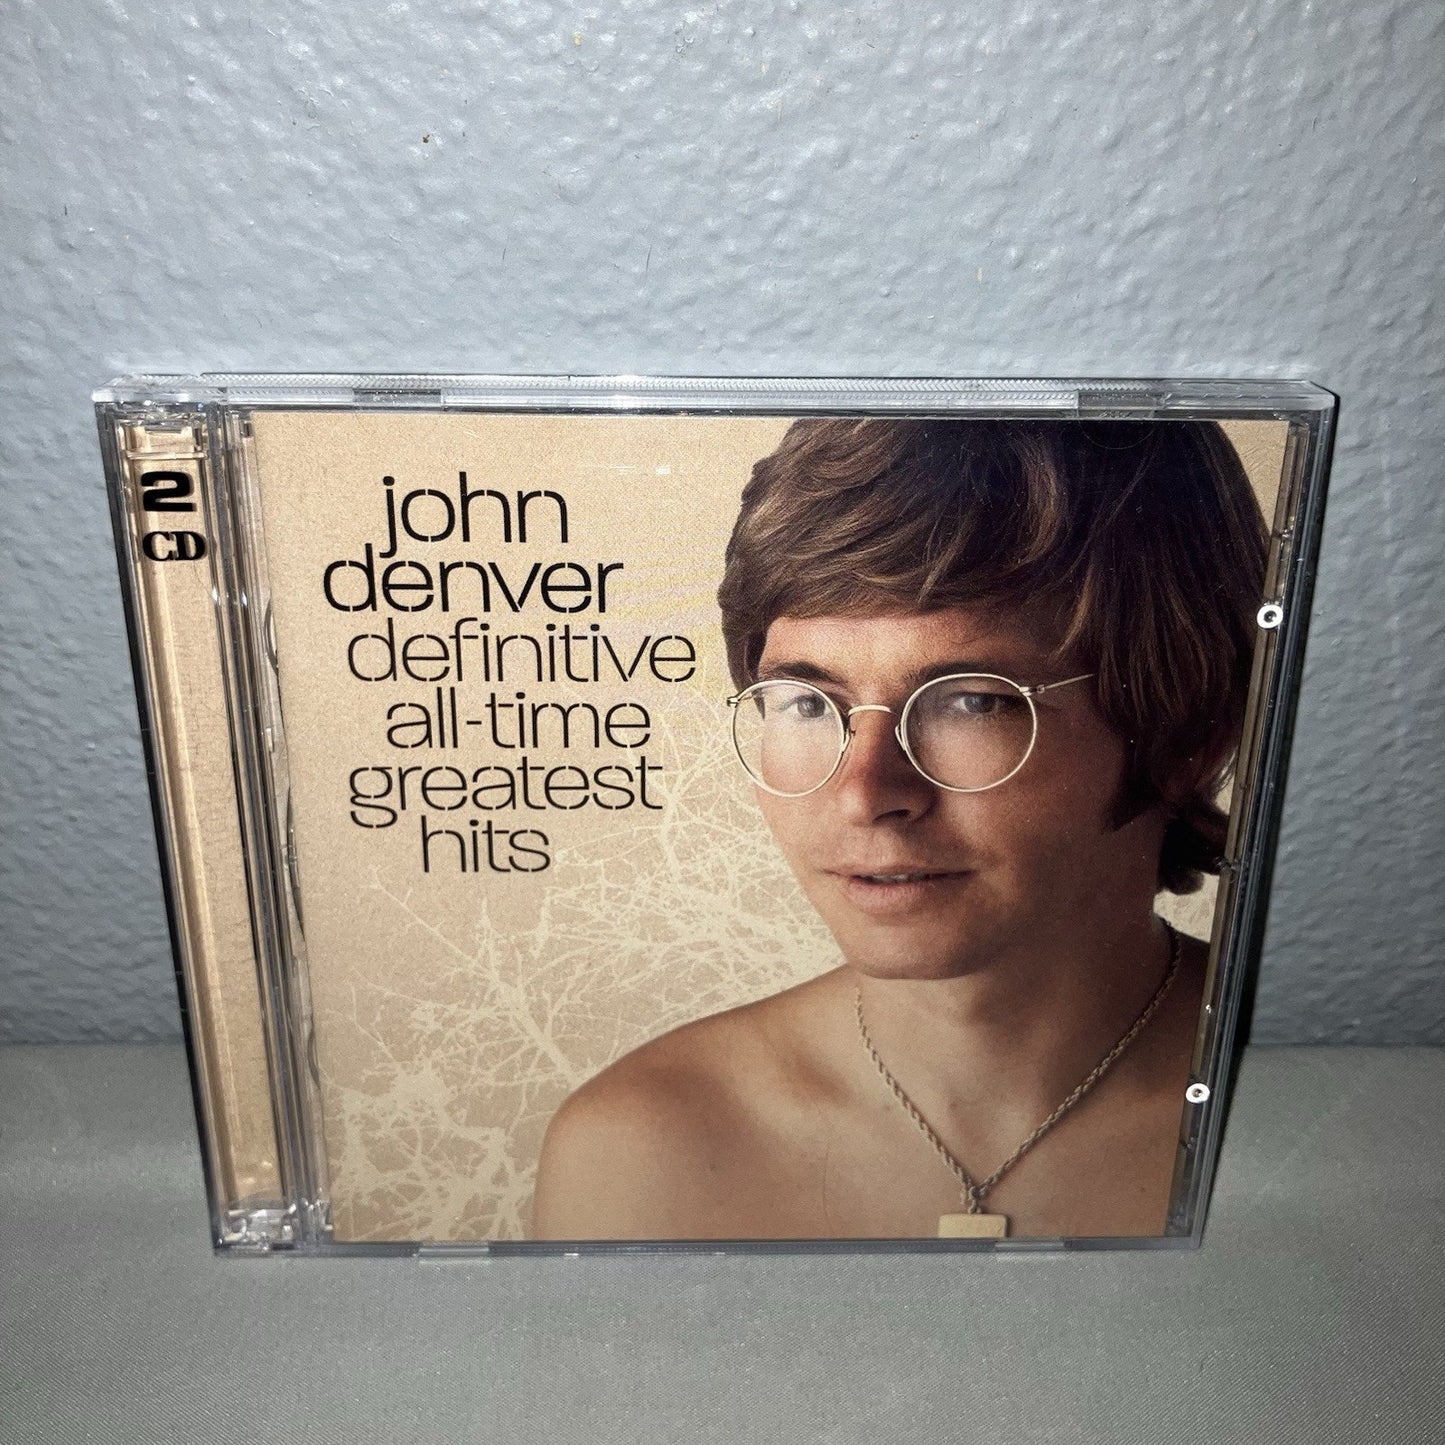 2
CD
john
denver
definitive
all-time
greatest
hits